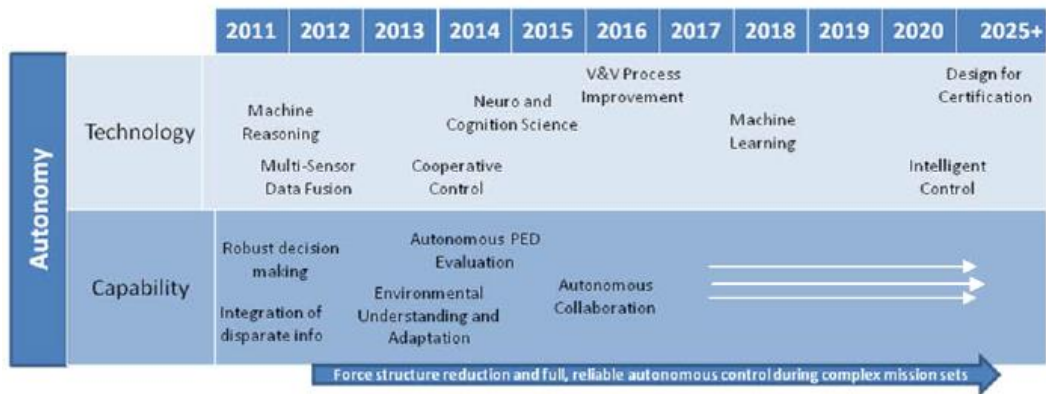 2011 2012 2013 2014 2015 2016 2017 2018 2019 2020 2025+
Autonomy
Technology
Machine
Reasoning
Multi-Sensor
Data Fusion
Cooperative
Control
Neuro and
Cognition Science
V&V Process
Improvement
Machine
Learning
Design for
Certification
Intelligent
Control
Capability
Robust decision
making
Integration of
disparate info
Autonomous PED
Evaluation
Environmental
Understanding and
Adaptation
Autonomous
Collaboration
Force structure reduction and full, reliable autonomous control during complex mission sets